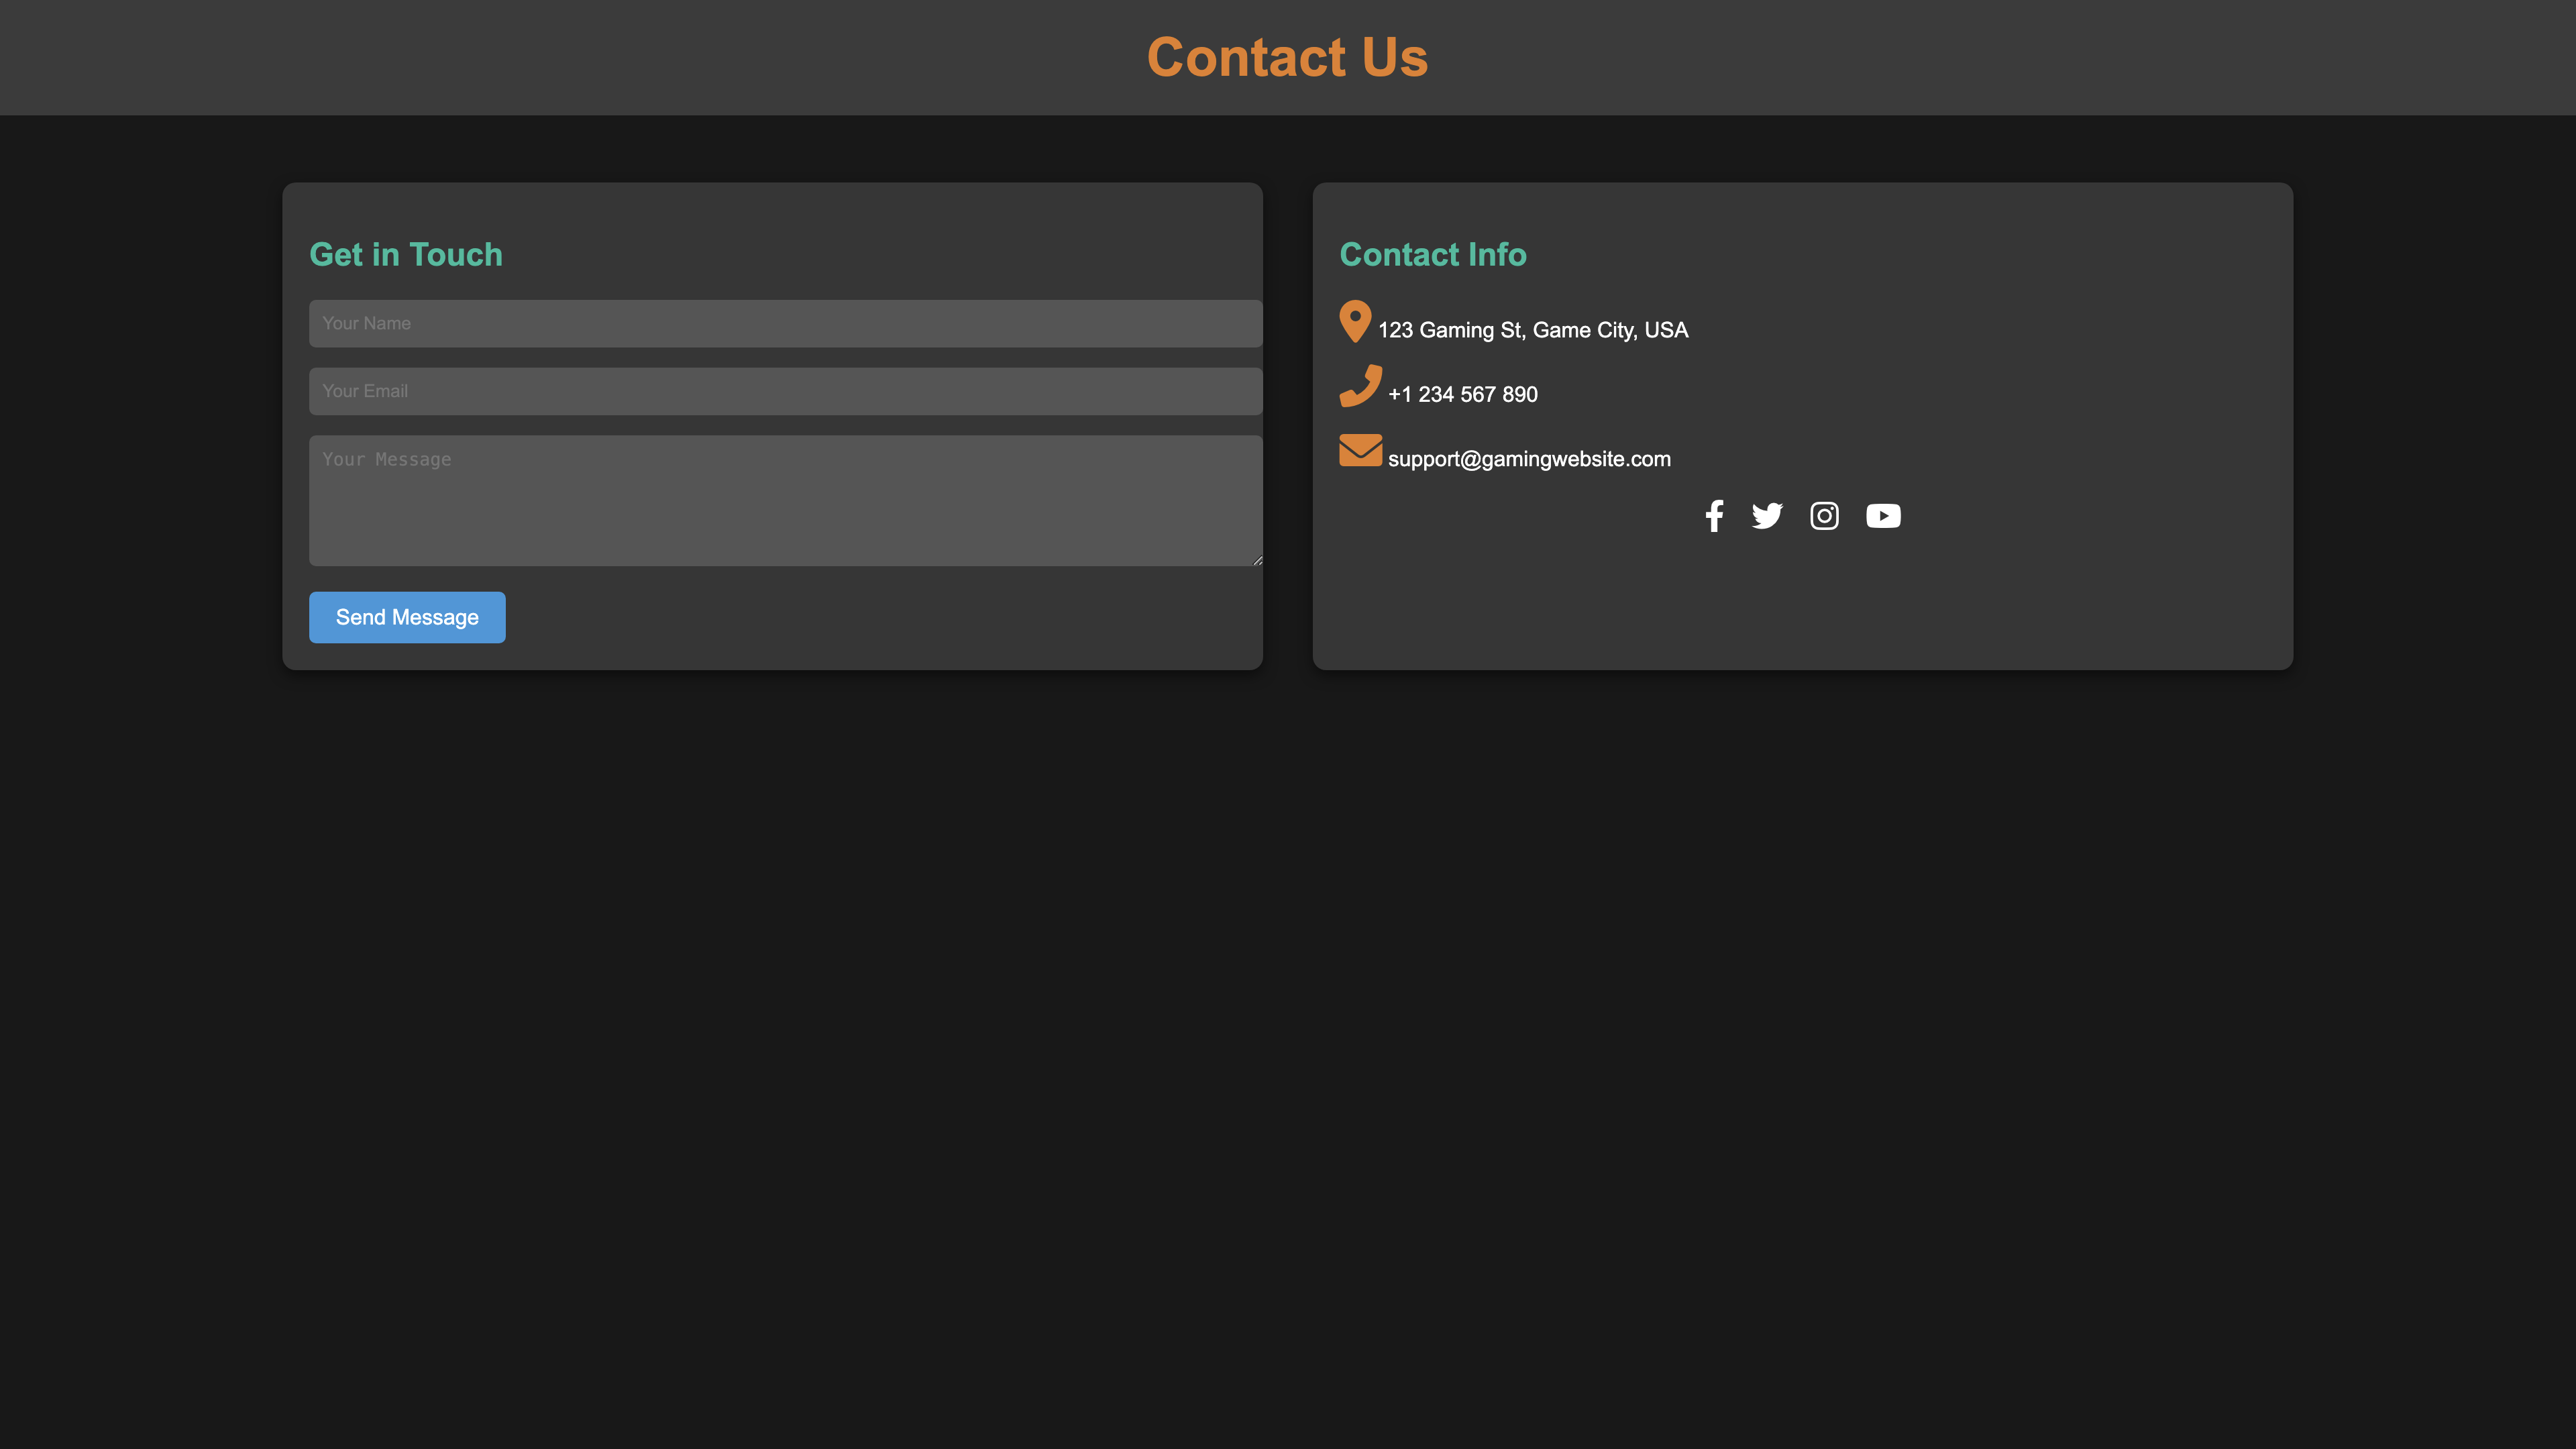 Contact Us
Get in Touch
Your Name
Your Email
Your Message
Send Message
Contact Info
123 Gaming St, Game City, USA
+1 234 567 890
support@gamingwebsite.com